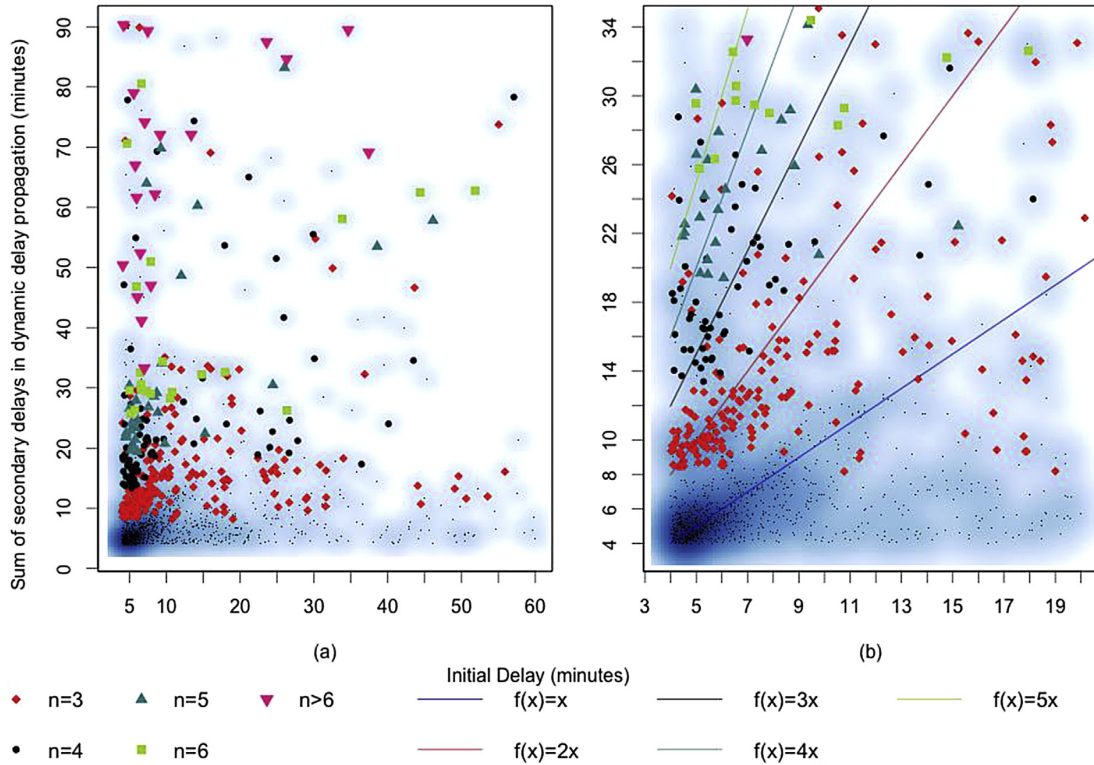 Sum of secondary delays in dynamic delay propagation (minutes)
0 10 20 30 40 50 60 70 80 90
5 10 20 30 40 50 60
(a)
4 6 8 10 14 18 22 26 30 34
3 5 7 9 11 13 15 17 19
(b)
Initial Delay (minutes)
n=3 n=5 n>6 f(x)=x f(x)=3x f(x)=5x
n=4 n=6 f(x)=2x f(x)=4x